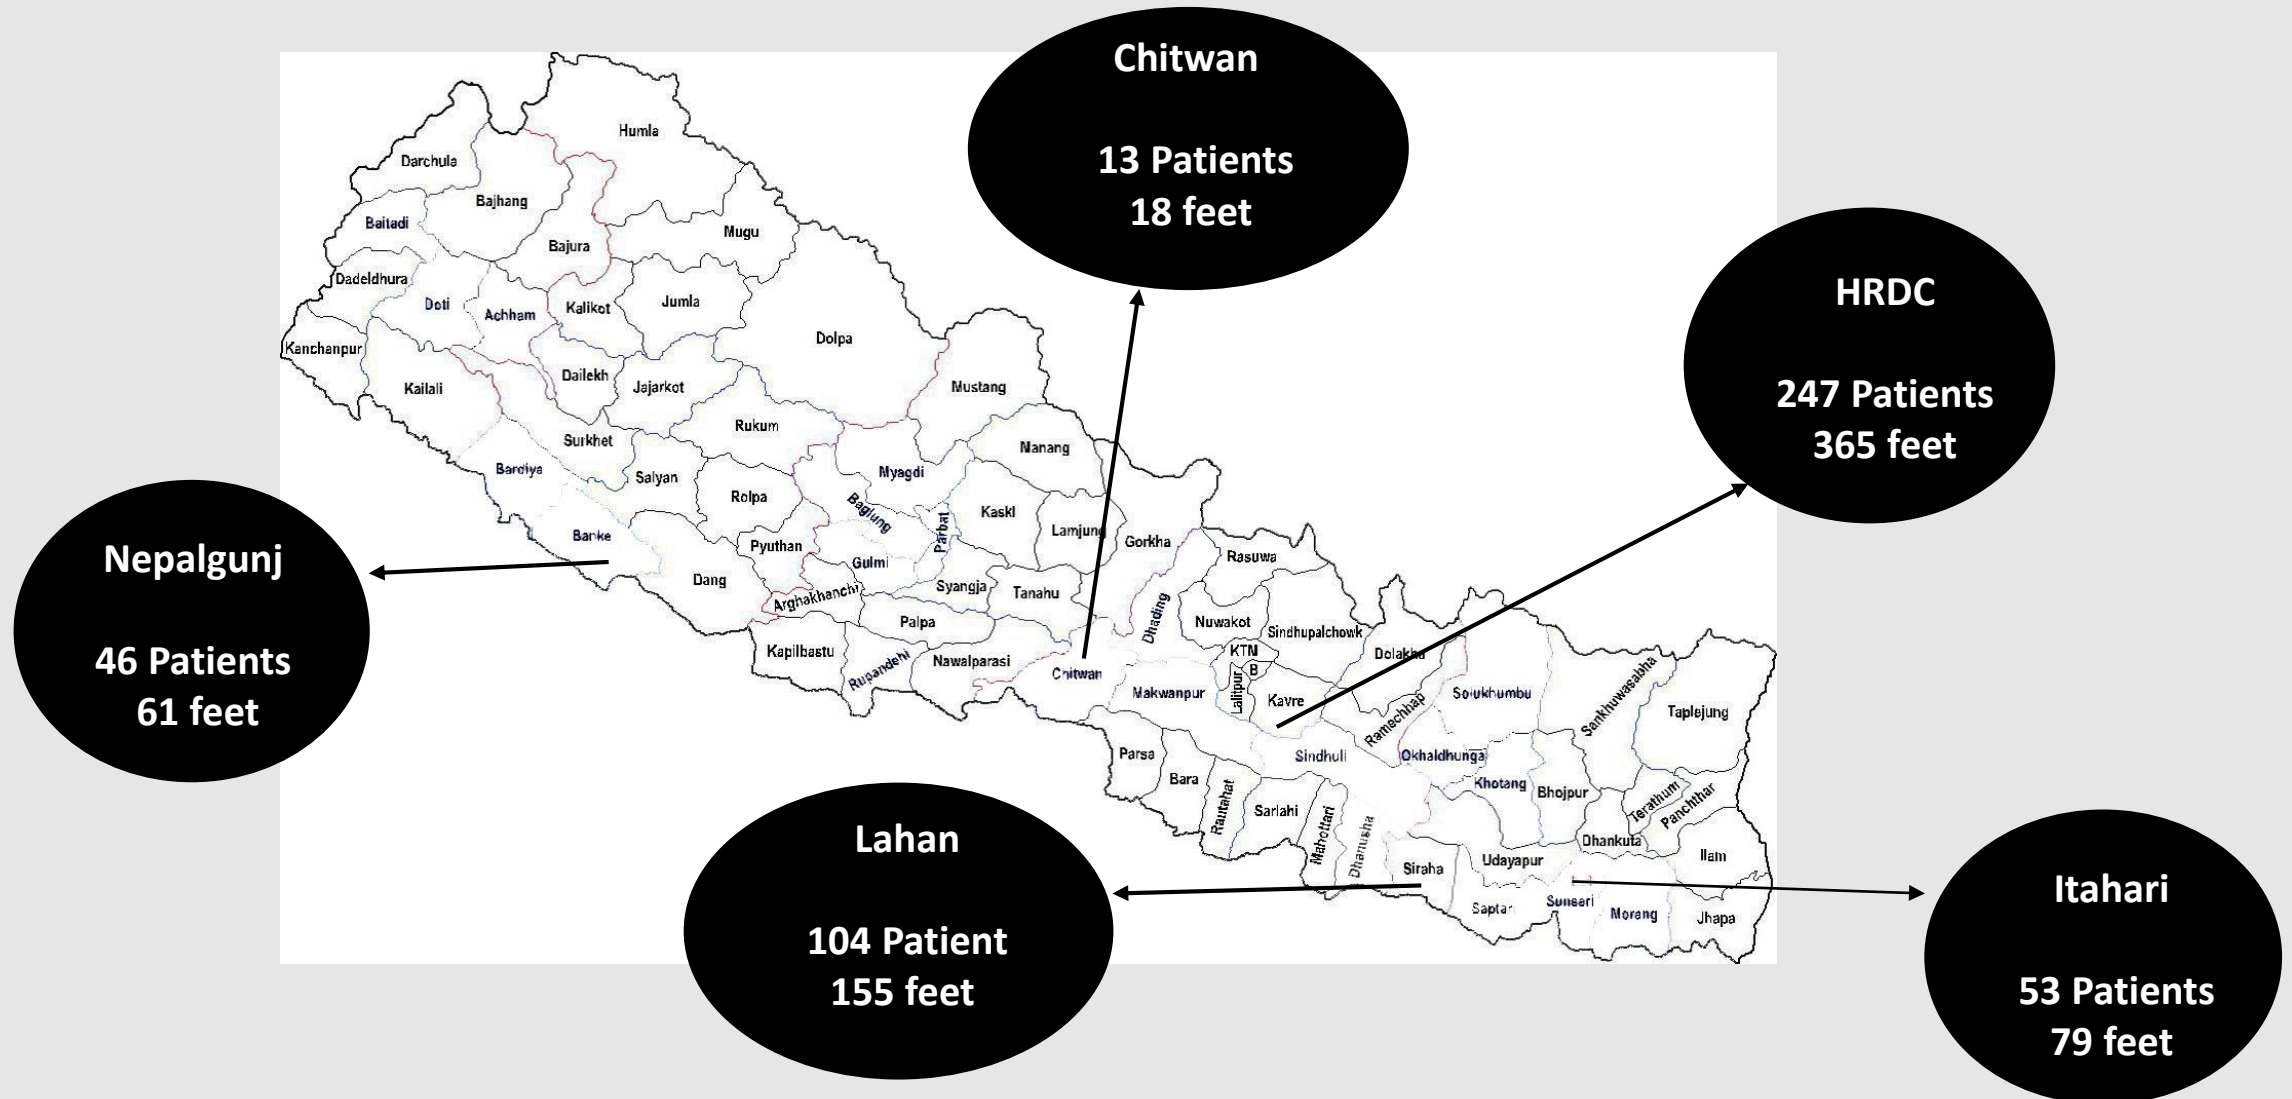 Chitwan
13 Patients
18 feet
HRDC
247 Patients
365 feet
Nepalgunj
46 Patients
61 feet
Lahan
104 Patient
155 feet
Itahari
53 Patients
79 feet
Humla
Darchula
Bajhang
Baitadi
Bajura
Mugu
Dadeldhura
Doti
Achham
Kalikot
Jumla
Kanchanpur
Dolpa
Kailali
Dailekh
Jajarkot
Mustang
Rukum
Surkhet
Manang
Bardiya
Salyan
Myagdi
Rolpa
Baglung
Parbat
Kaski
Lamjung
Gorkha
Banke
Pyuthan
Gulmi
Rasuwa
Dang
Arghakhanchi
Syangja
Tanahu
Dhading
Nuwakot
Sindhupalchowk
Palpa
Kapilbastu
Rupandehi
Nawalparasi
Chitwan
KTM
B
Lalitpur
Kavre
Dolakha
Makwanpur
Ramechhap
Solukhumbu
Sankhuwasabha
Taplejung
Parsa
Bara
Rautahat
Sarlahi
Mahottari
Dhanusha
Sindhuli
Okhaldhunga
Khotang
Bhojpur
Terathum
Panchthar
Dhankuta
Ilam
Siraha
Udayapur
Saptari
Sunsari
Morang
Jhapa